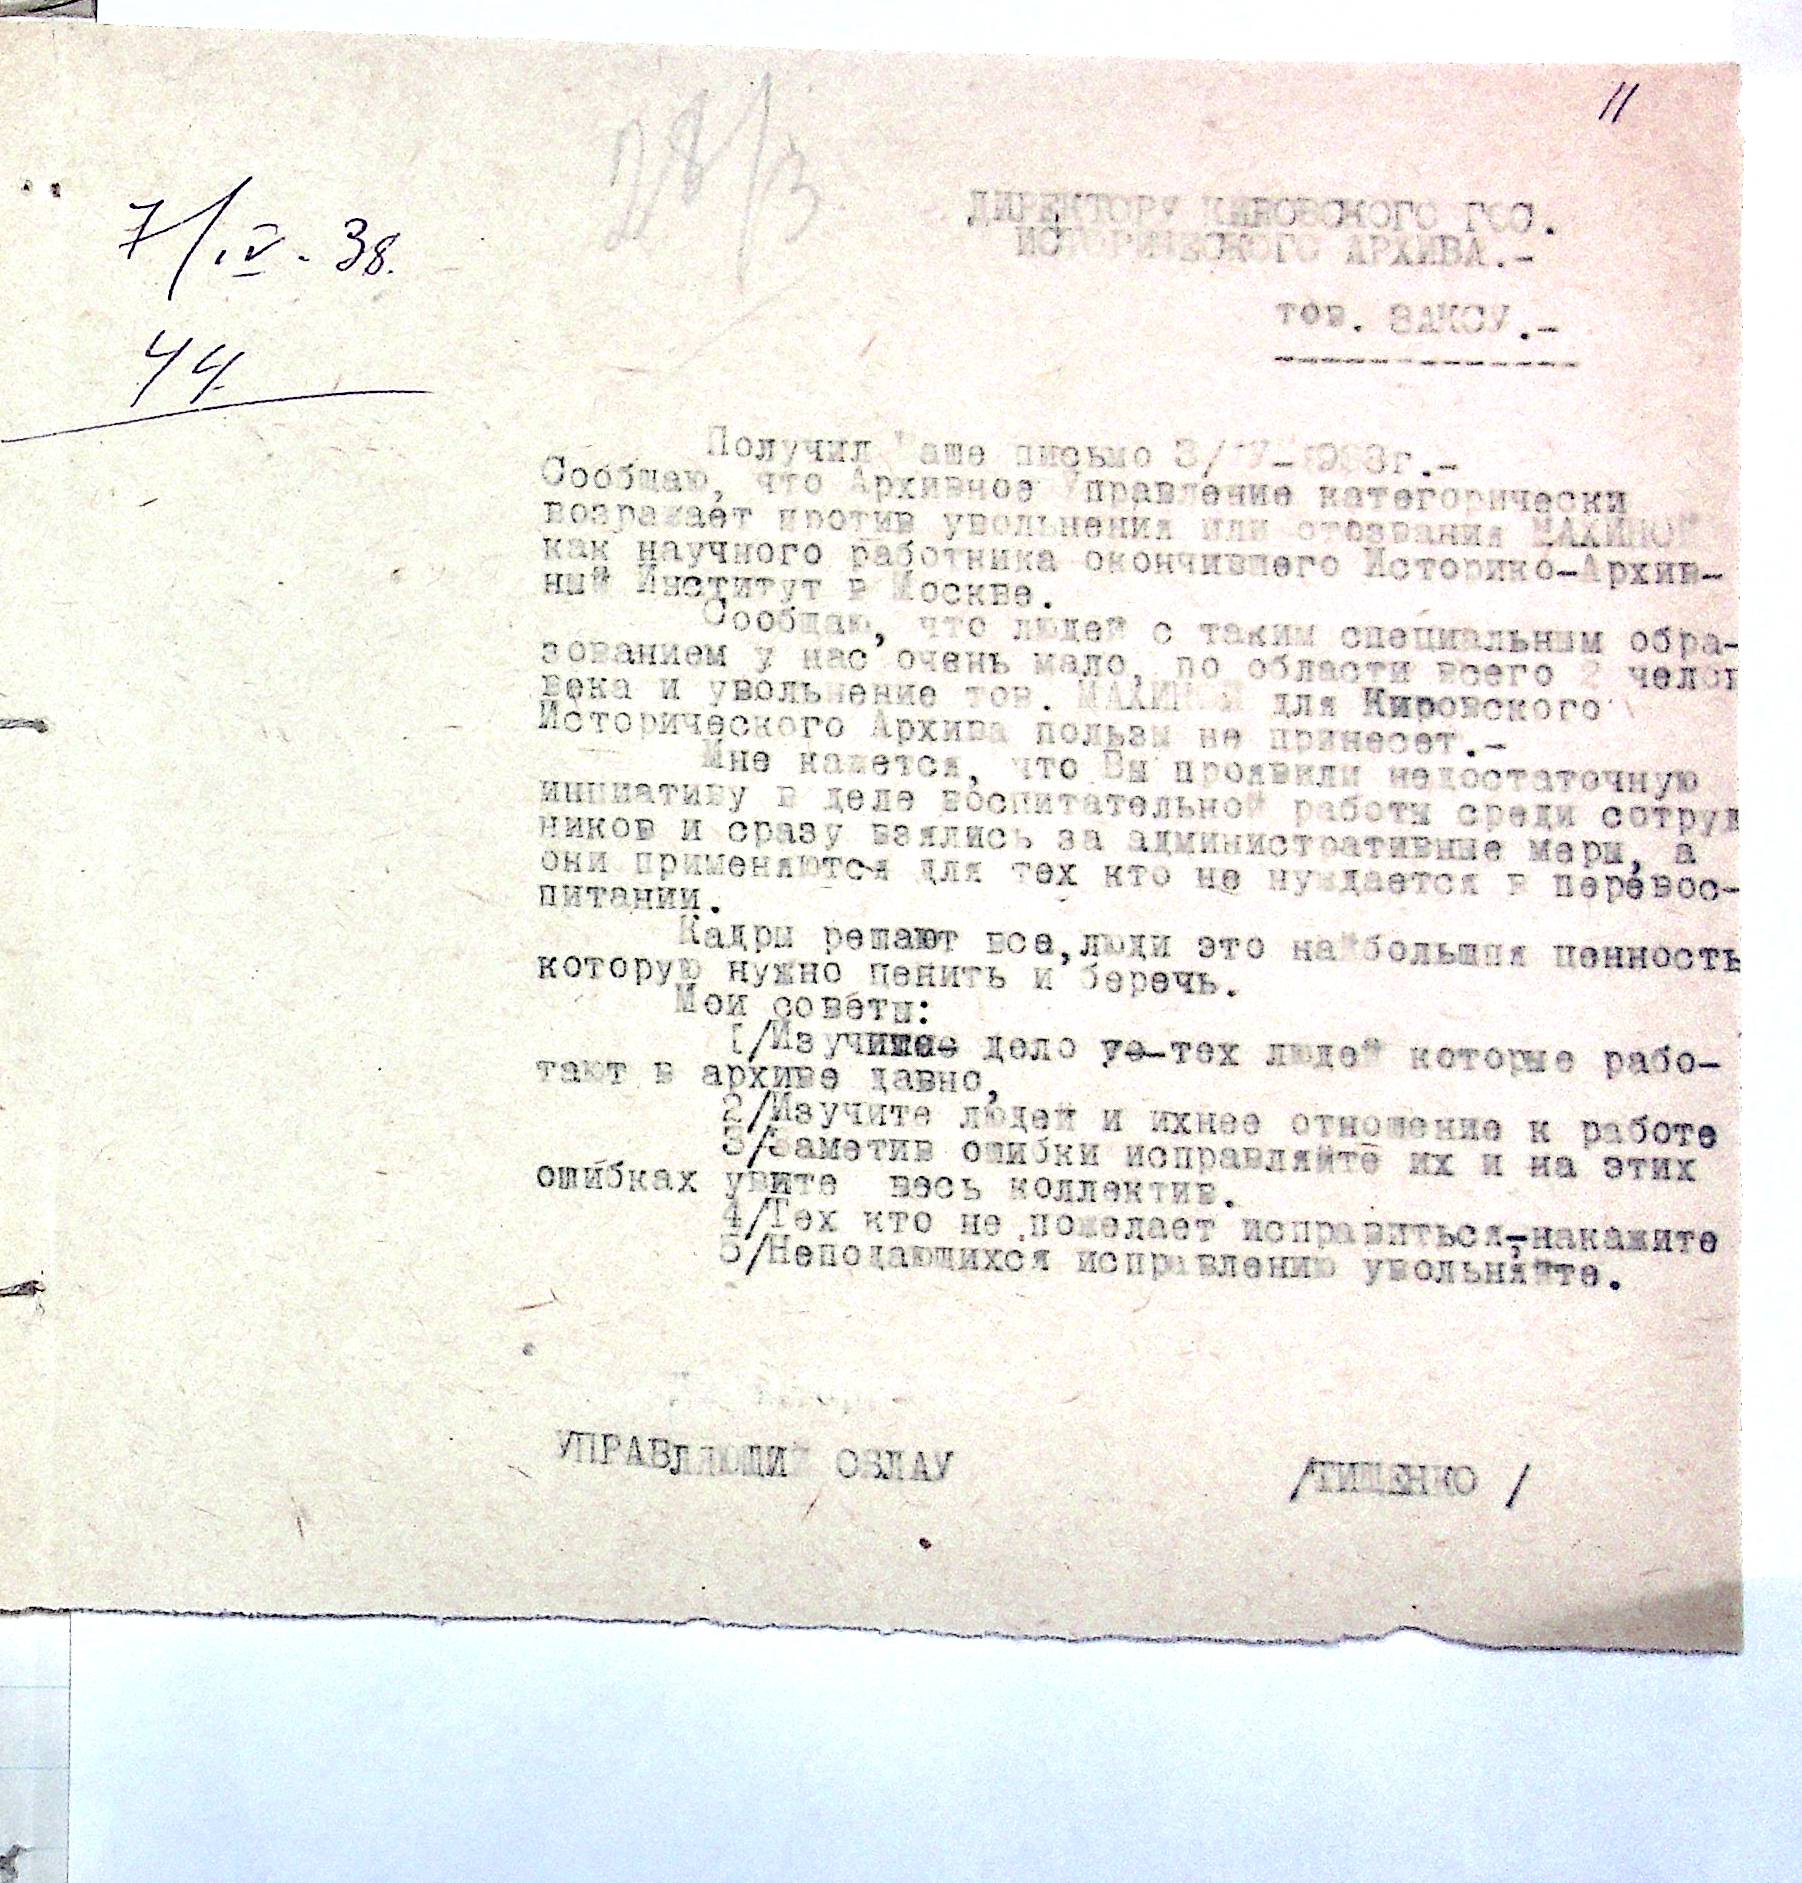 11
28/3
7/IV-38.
44
ДИРЕКТОРУ КИРОВСКОГО ГОС.
ИСТОРИЧЕСКОГО АРХИВА.-
тов. ЗАКСУ.-
Получил Ваше письмо 3/IV-1938г.-
Сообщаю, что Архивное Управление категорически
возражает против увольнения или отозвания МАХИНОЙ
как научного работника окончившего Историко-Архив-
ный Институт в Москве.
Сообщаю, что людей с таким специальным обра-
зованием у нас очень мало, по области всего 2 челов
века и увольнение тов. МАХИНОЙ для Кировского
Исторического Архива пользы не принесет.-
Мне кажется, что Вы проявили недостаточную
инциативу в деле воспитательной работы среди сотруд
ников и сразу взялись за административные меры, а
они применяются для тех кто не нуждается в перевос-
питании.
Кадры решают все, люди это найбольшия ценность
которую нужно ценить и беречь.
Мои советы:
I/Изучите дело тех людей которые рабо-
тают в архиве давно,
2/Изучите людей и ихнее отношение к работе
3/Заметив ошибки исправляйте их и на этих
ошибках увите весь коллектив.
4/Тех кто не пожелает исправиться,-накажите
5/Неподающихся исправлению увольняйте.
УПРАВЛЯЮЩИЙ ОБЛАУ /ТИЩЕНКО /